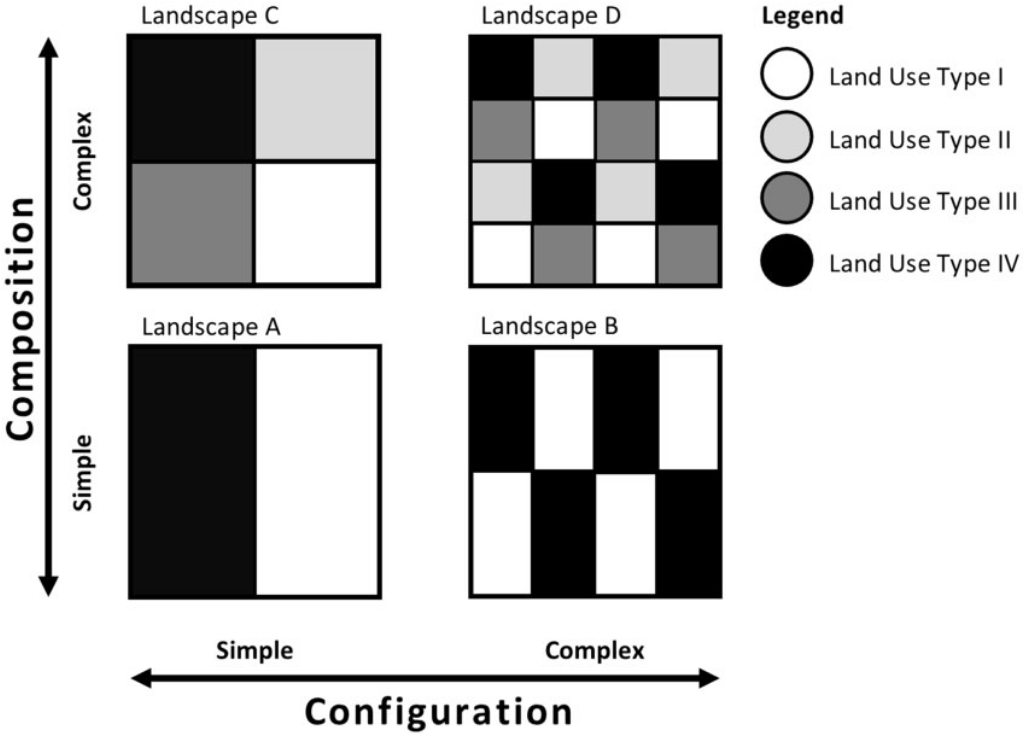 Landscape C
Landscape D
Legend
Land Use Type I
Land Use Type II
Land Use Type III
Land Use Type IV
Complex
Composition
Simple
Landscape A
Landscape B
Simple
Complex
Configuration